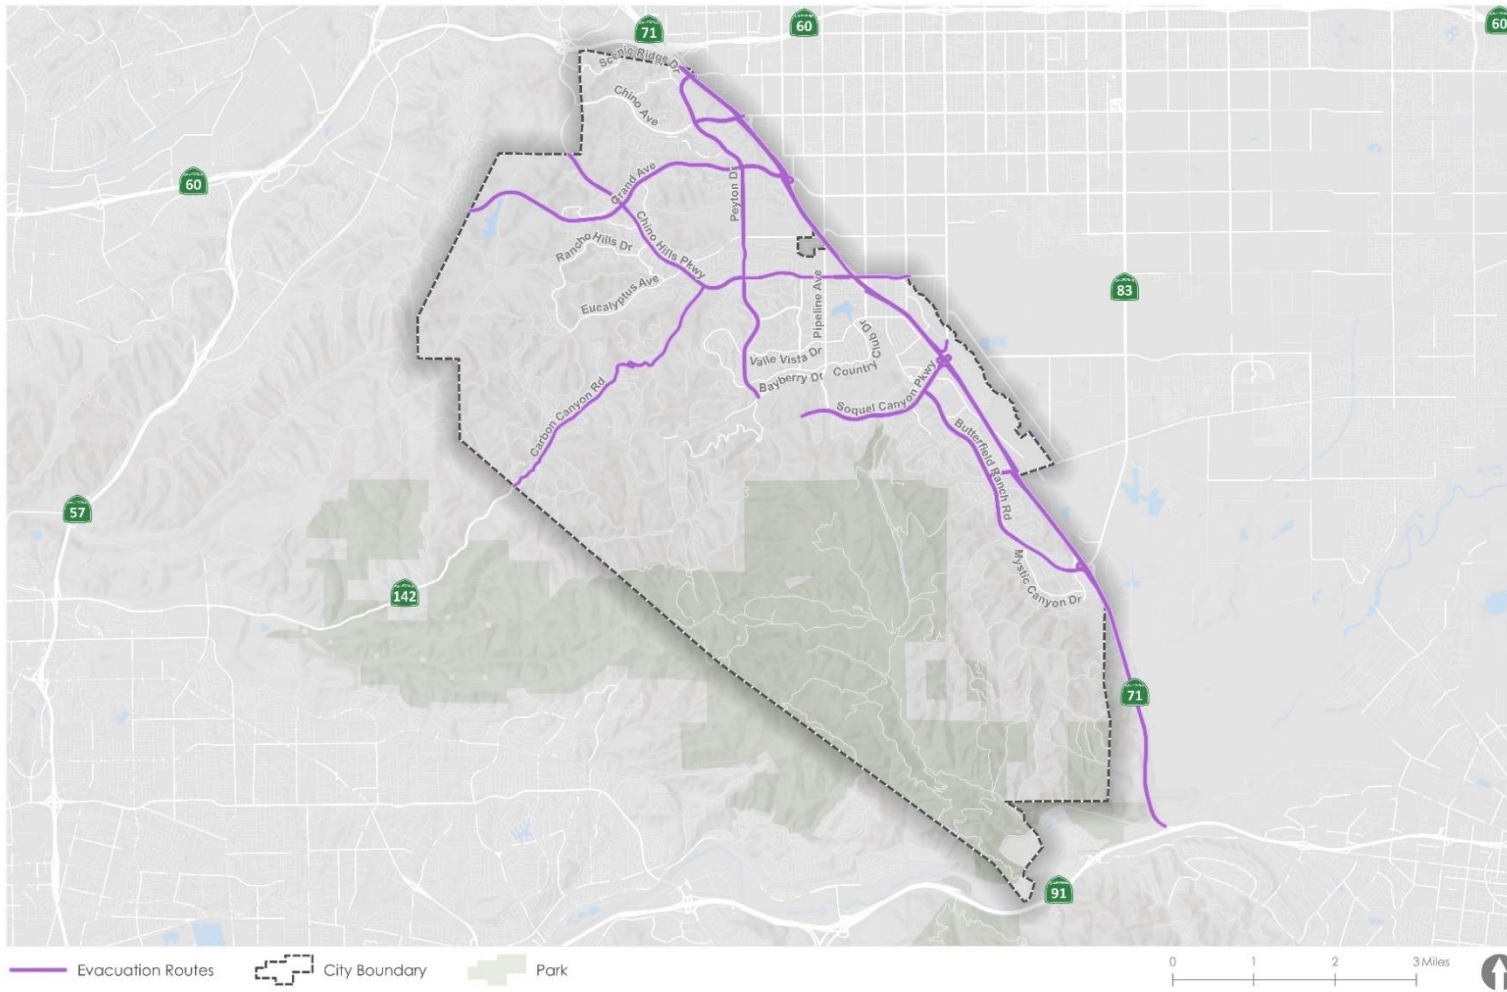 71
60
60
Scenic Ridge Dr
Chino Ave
60
Grand Ave
Peyton Dr
Chino Hills Pkwy
Rancho Hills Dr
Eucalyptus Ave
Pipeline Ave
83
Country Club Dr
Valle Vista Dr
Bayberry Dr
Soquel Canyon Pkwy
Carbon Canyon Rd
Butterfield Ranch Rd
57
Mystic Canyon Dr
142
71
91
Evacuation Routes
City Boundary
Park
0 1 2 3 Miles